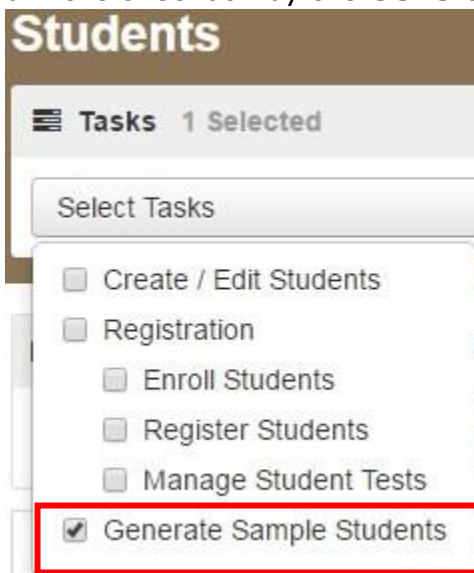 Students
Tasks 1 Selected
Select Tasks
Create / Edit Students
Registration
Enroll Students
Register Students
Manage Student Tests
Generate Sample Students